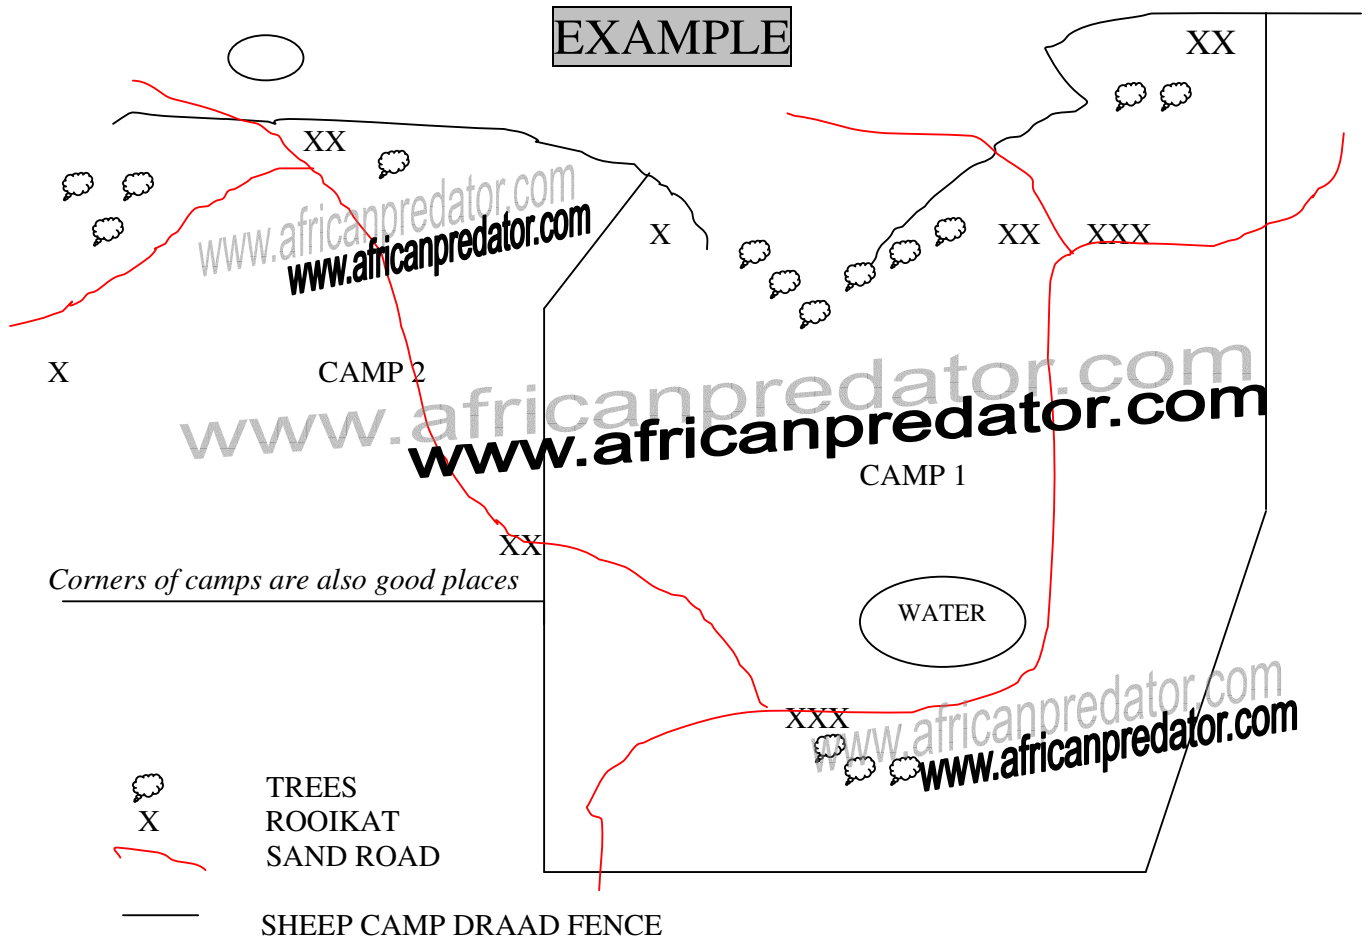 EXAMPLE
XX
XX
www.africanpredator.com
www.africanpredator.com
X
XX
XXX
X
CAMP 2
www.africanpredator.com
www.africanpredator.com
CAMP 1
XX
Corners of camps are also good places
WATER
XXX
www.africanpredator.com
www.africanpredator.com
TREES
X
ROOIKAT
SAND ROAD
SHEEP CAMP DRAAD FENCE